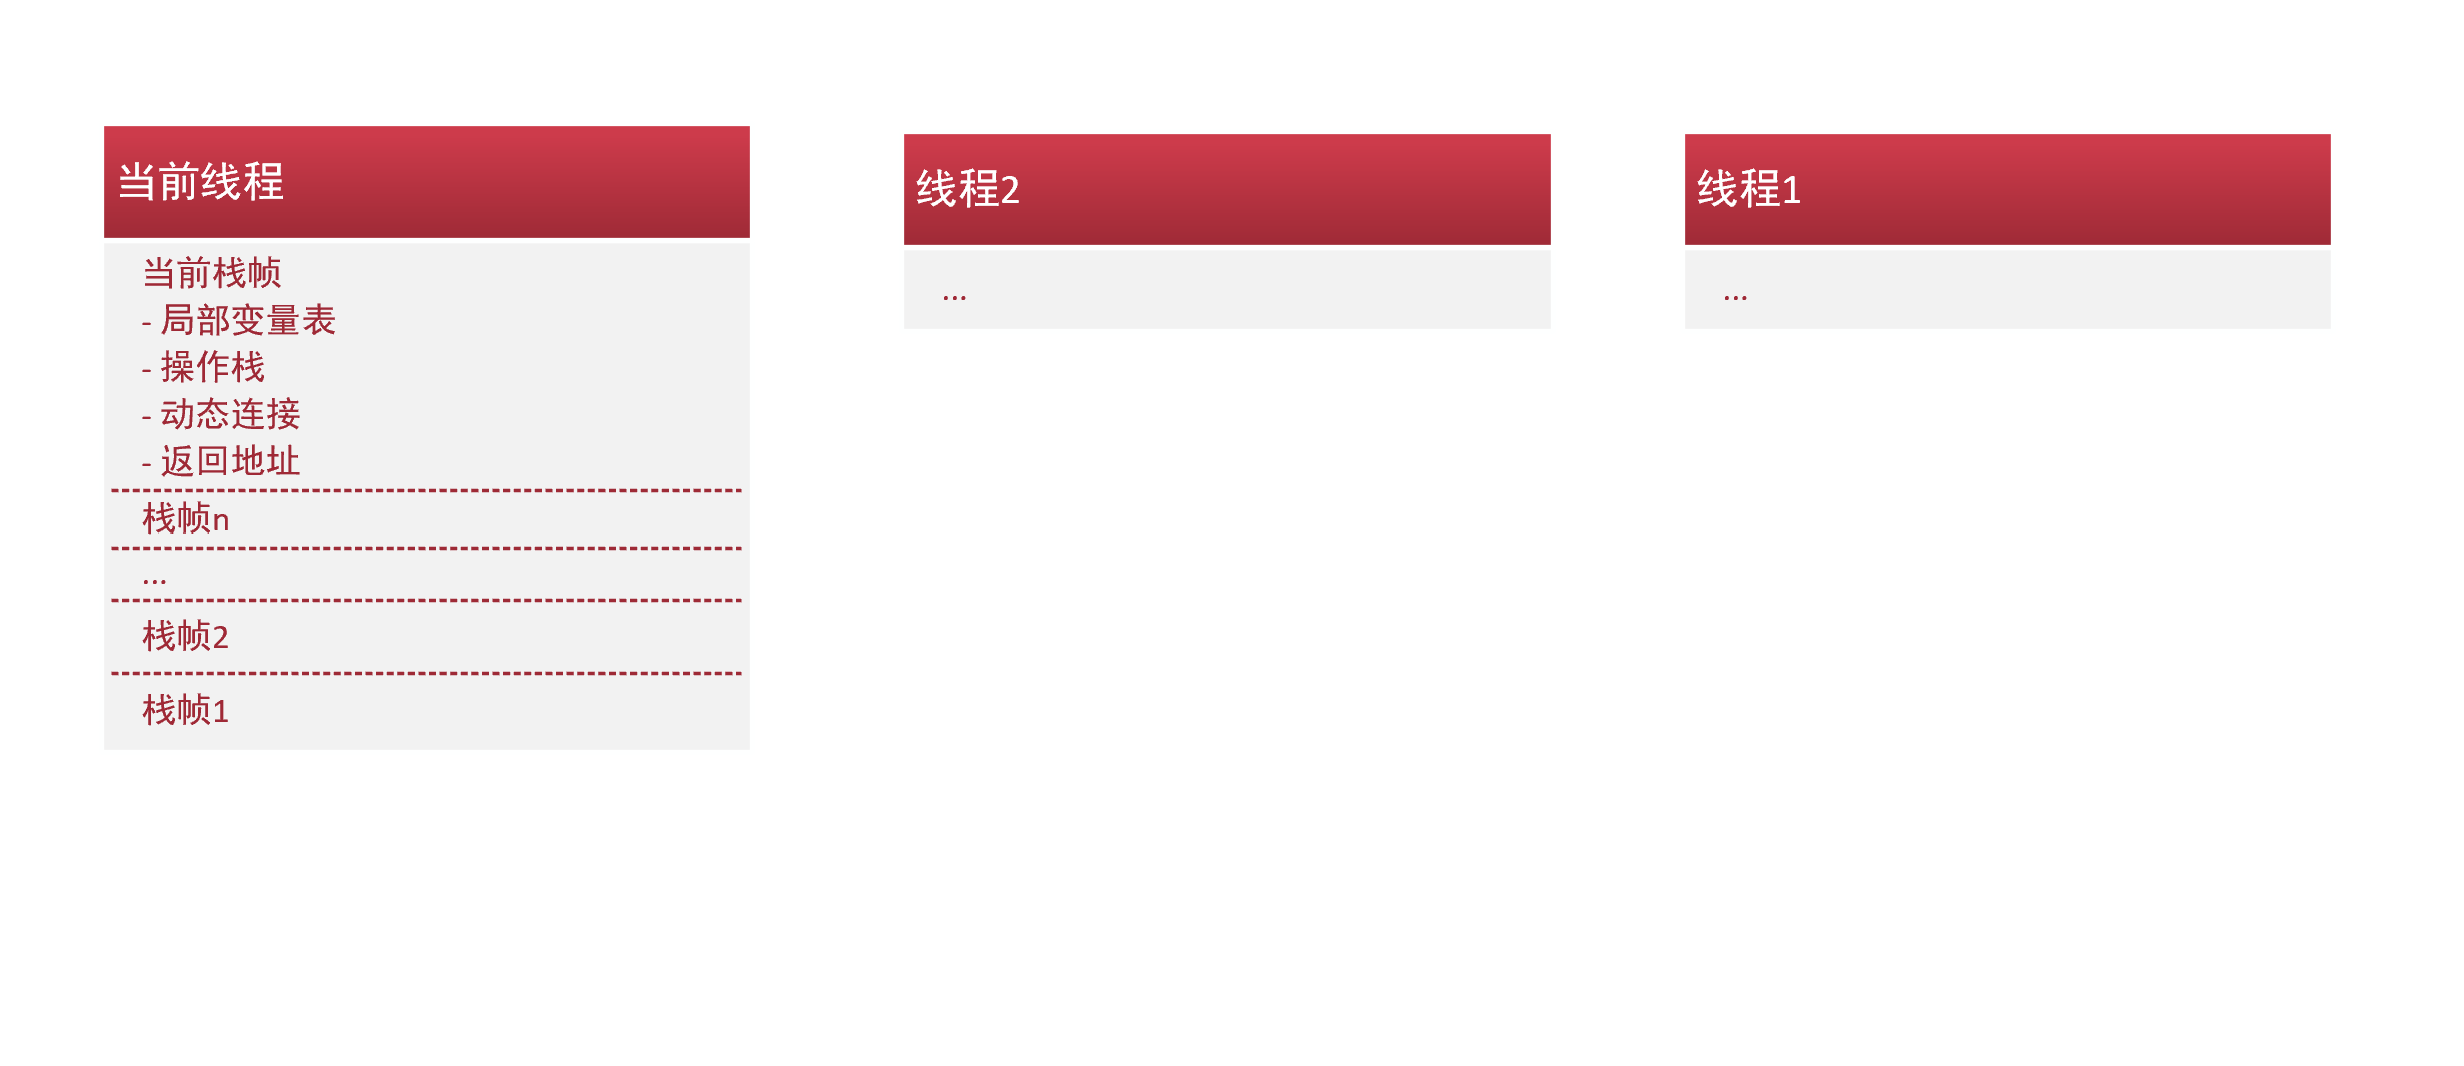 当前线程
当前栈帧
- 局部变量表
- 操作栈
- 动态连接
- 返回地址
栈帧n
...
栈帧2
栈帧1
线程2
...
线程1
...